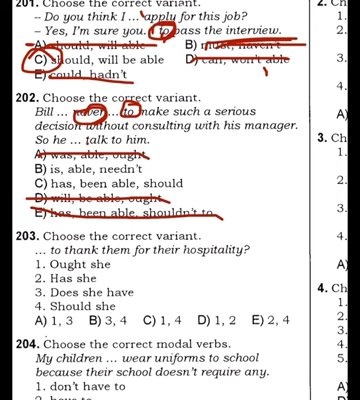 201. Choose the correct variant.
– Do you think I ... apply for this job?
– Yes, I'm sure you ... to pass the interview.
A) should, will able B) must, haven't
C) should, will be able D) can, won't able
E) could, hadn't
202. Choose the correct variant.
Bill ... never ... to make such a serious
decision without consulting with his manager.
So he ... talk to him.
A) was, able, ought
B) is, able, needn't
C) has, been able, should
D) will, be able, ought
E) has, been able, shouldn't to
203. Choose the correct variant.
... to thank them for their hospitality?
1. Ought she
2. Has she
3. Does she have
4. Should she
A) 1, 3 B) 3, 4 C) 1, 4 D) 1, 2 E) 2, 4
204. Choose the correct modal verbs.
My children ... wear uniforms to school
because their school doesn't require any.
1. don't have to
2. have to
2. Ch
1.
2.
3.
4.
A)
3. Ch
1.
2.
3.
4.
A)
4. Ch
1.
2.
3.
4.
5.
A)